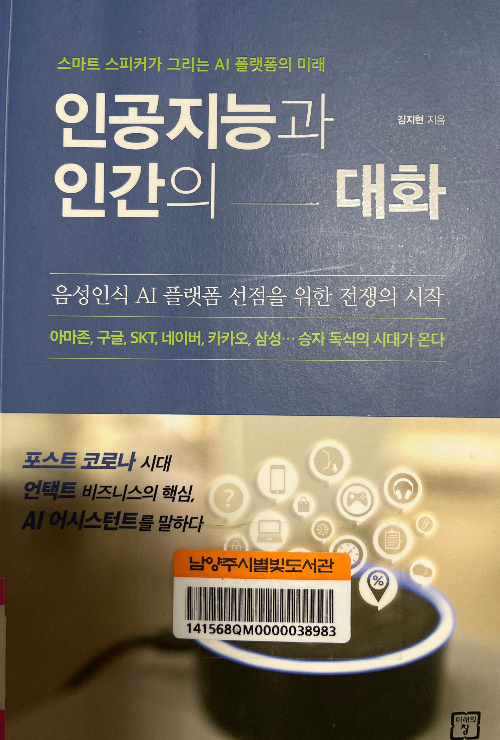 스마트 스피커가 그리는 AI 플랫폼의 미래
인공지능과
김지현 지음
인간의 대화
음성인식 AI 플랫폼 선점을 위한 전쟁의 시작
아마존, 구글, SKT, 네이버, 카카오, 삼성… 승자 독식의 시대가 온다
포스트 코로나 시대
언택트 비즈니스의 핵심,
AI 어시스턴트를 말하다
?
%
남양주시별빛도서관
141568QM0000038983
미래의
창